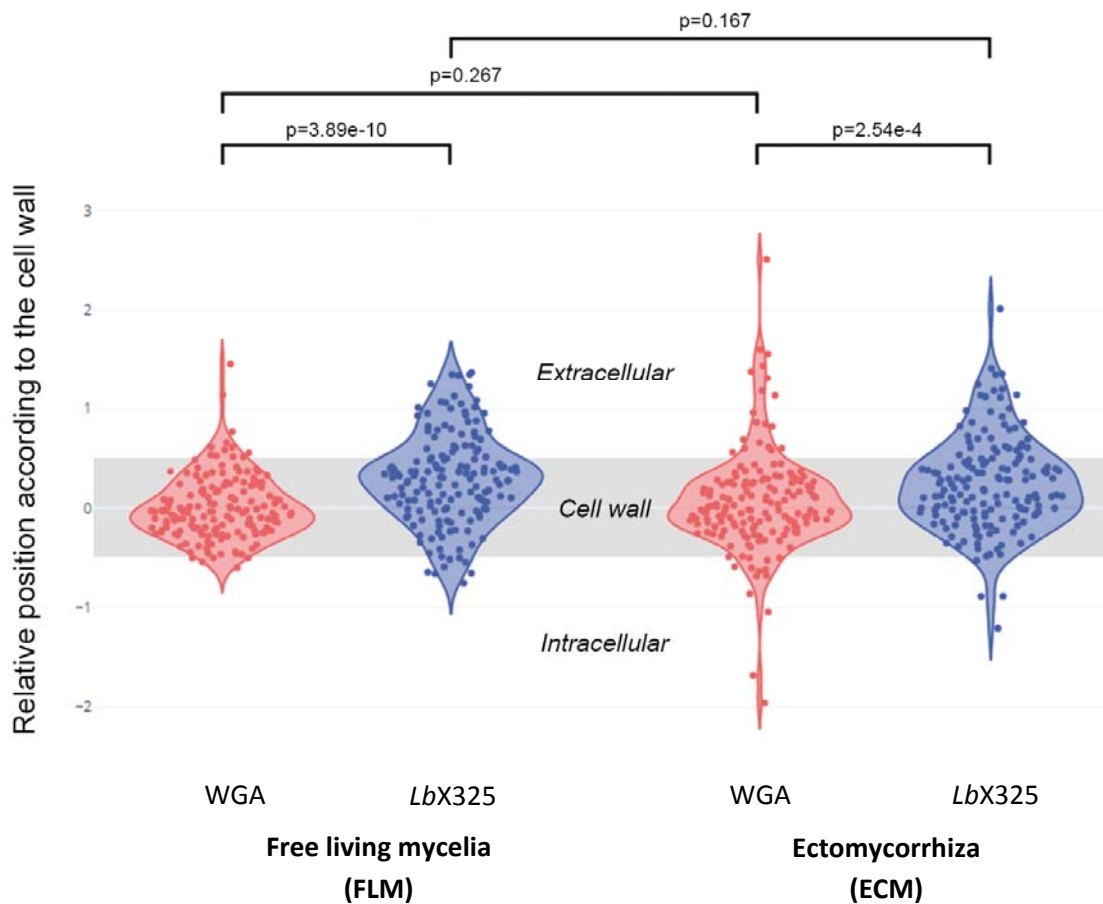 p=0.167
p=0.267
p=3.89e-10
p=2.54e-4
Relative position according to the cell wall
3
2
1
0
−1
−2
Extracellular
Cell wall
Intracellular
WGA
LbX325
WGA
LbX325
Free living mycelia
(FLM)
Ectomycorrhiza
(ECM)